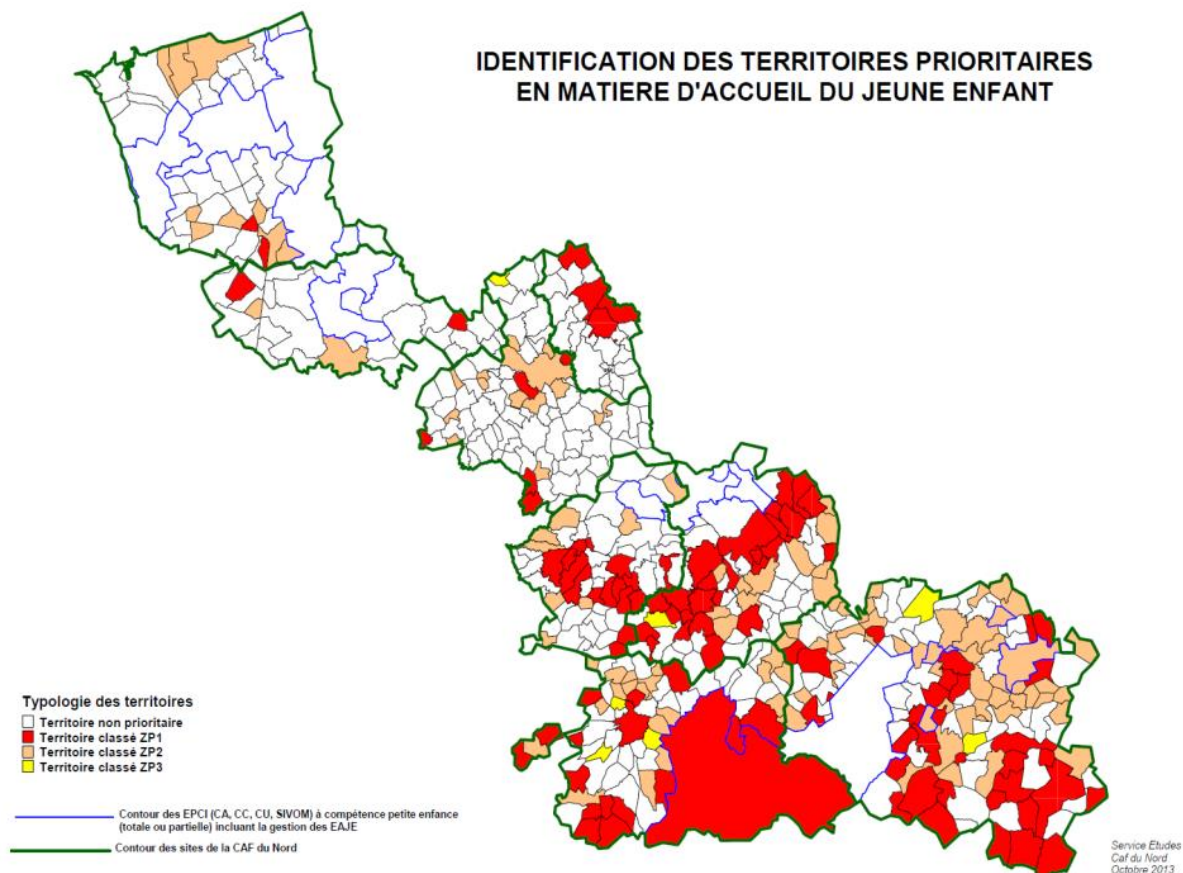 IDENTIFICATION DES TERRITOIRES PRIORITAIRES
EN MATIERE D'ACCUEIL DU JEUNE ENFANT
Typologie des territoires
Territoire non prioritaire
Territoire classé ZP1
Territoire classé ZP2
Territoire classé ZP3
Contour des EPCI (CA, CC, CU, SIVOM) à compétence petite enfance
(totale ou partielle) incluant la gestion des EAJE
Contour des sites de la CAF du Nord
Service Etudes
Caf du Nord
Octobre 2013